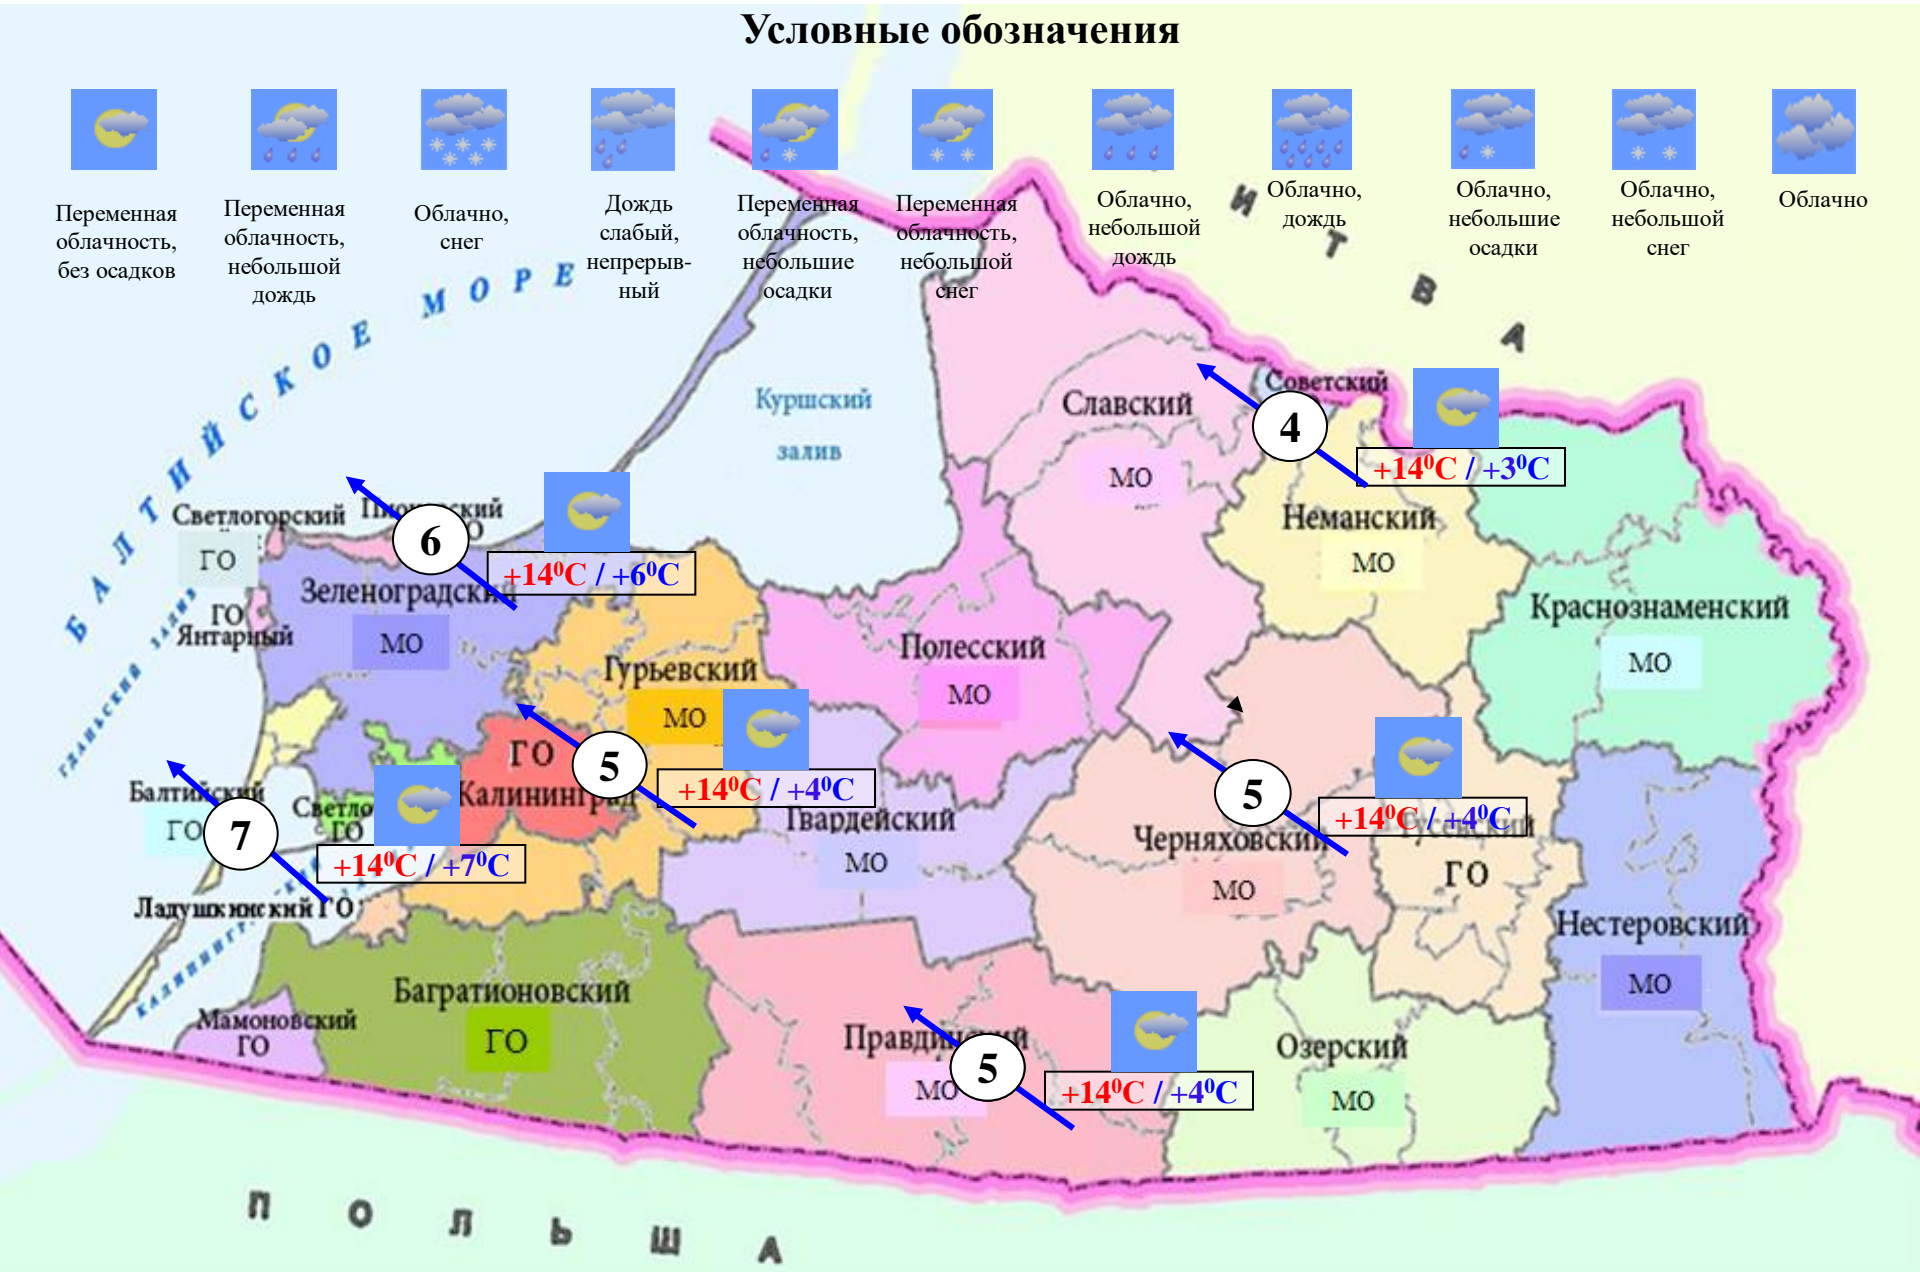 Условные обозначения
Переменная
облачность,
без осадков
Переменная
облачность,
небольшой
дождь
Облачно,
снег
Дождь
слабый,
непрерыв-
ный
Переменная
облачность,
небольшие
осадки
Переменная
облачность,
небольшой
снег
Облачно,
небольшой
дождь
Облачно,
дождь
Облачно,
небольшие
осадки
Облачно,
небольшой
снег
Облачно
БАЛТИЙСКОЕ МОРЕ
ИТВА
Куршский
залив
Славский
МО
Советский
4
+14⁰C / +3⁰C
Неманский
МО
Краснознаменский
МО
Светлогорский
ГО
6
+14⁰C / +6⁰C
Зеленоградский
МО
ГО
Янтарный
Гурьевский
МО
Полесский
МО
5
+14⁰C / +4⁰C
ГО
Калининград
Балтийский
ГО
7
Светло
ГО
+14⁰C / +7⁰C
Гвардейский
МО
5
+14⁰C / +4⁰C
Черняховский
МО
Гусевский
ГО
Нестеровский
МО
Ладушкинский ГО
Багратионовский
ГО
Мамоновский
ГО
Правдинский
МО
5
+14⁰C / +4⁰C
Озерский
МО
ПОЛЬША